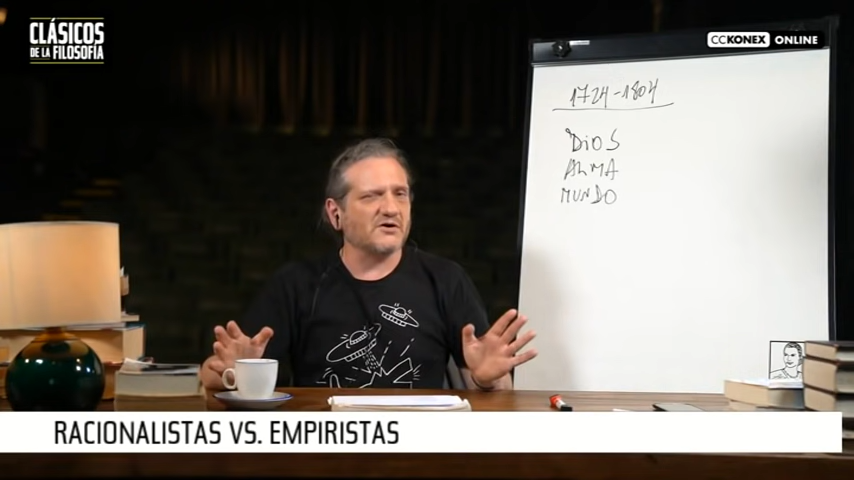 CLÁSICOS
DE LA FILOSOFÍA
CCKONEX ONLINE
1724-1804
DIOS
ALMA
MUNDO
RACIONALISTAS VS. EMPIRISTAS